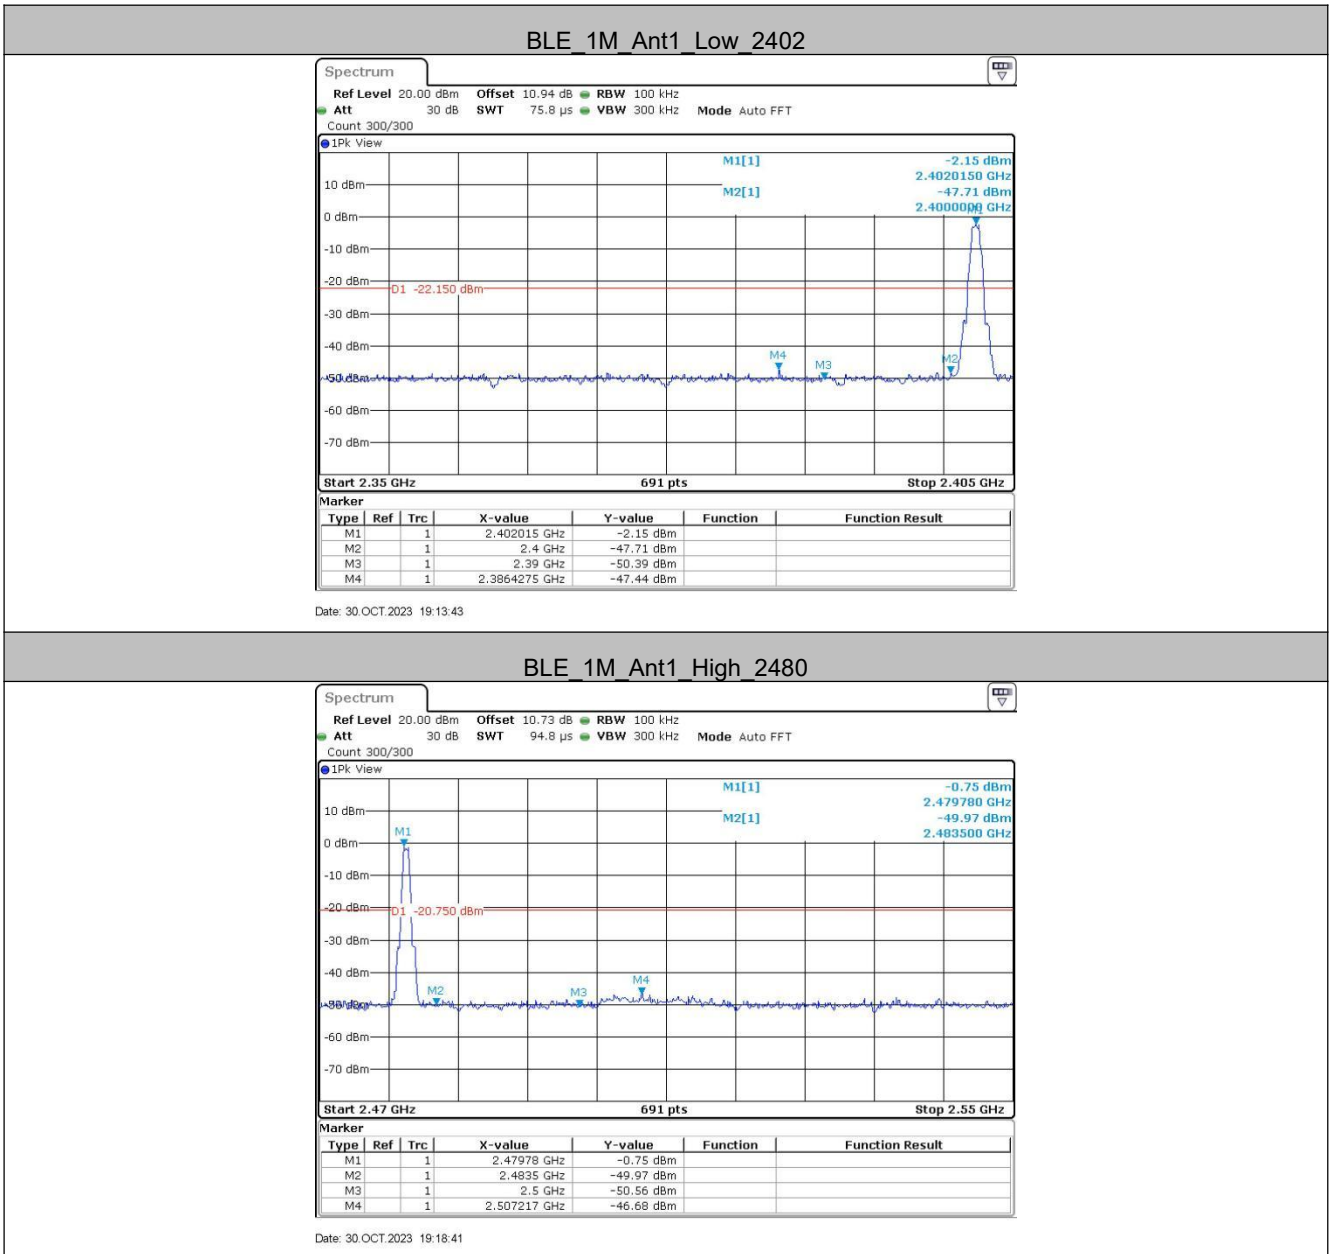 BLE_1M_Ant1_Low_2402
Spectrum
Ref Level 20.00 dBm Offset 10.94 dB RBW 100 kHz
Att 30 dB SWT 75.8 µs VBW 300 kHz Mode Auto FFT
Count 300/300
1Pk View
M1[1] -2.15 dBm
2.4020150 GHz
10 dBm
M2[1] -47.71 dBm
2.4000000 GHz
M1
0 dBm
-10 dBm
-20 dBm
D1 -22.150 dBm
-30 dBm
-40 dBm
M4
M3
M2
-50 dBm
-60 dBm
-70 dBm
Start 2.35 GHz 691 pts Stop 2.405 GHz
Marker
Type Ref Trc X-value Y-value Function Function Result
M1 1 2.402015 GHz -2.15 dBm
M2 1 2.4 GHz -47.71 dBm
M3 1 2.39 GHz -50.39 dBm
M4 1 2.3864275 GHz -47.44 dBm
Date: 30.OCT.2023 19:13:43
BLE_1M_Ant1_High_2480
Spectrum
Ref Level 20.00 dBm Offset 10.73 dB RBW 100 kHz
Att 30 dB SWT 94.8 µs VBW 300 kHz Mode Auto FFT
Count 300/300
1Pk View
M1[1] -0.75 dBm
2.479780 GHz
10 dBm
M2[1] -49.97 dBm
2.483500 GHz
M1
0 dBm
-10 dBm
-20 dBm
D1 -20.750 dBm
-30 dBm
-40 dBm
M4
M2
M3
-50 dBm
-60 dBm
-70 dBm
Start 2.47 GHz 691 pts Stop 2.55 GHz
Marker
Type Ref Trc X-value Y-value Function Function Result
M1 1 2.47978 GHz -0.75 dBm
M2 1 2.4835 GHz -49.97 dBm
M3 1 2.5 GHz -50.56 dBm
M4 1 2.507217 GHz -46.68 dBm
Date: 30.OCT.2023 19:18:41